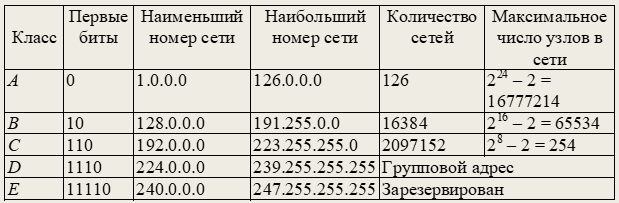 Класс Первые биты Наименьший номер сети Наибольший номер сети Количество сетей Максимальное число узлов в сети
A 0 1.0.0.0 126.0.0.0 126 2^24 – 2 = 16777214
B 10 128.0.0.0 191.255.0.0 16384 2^16 – 2 = 65534
C 110 192.0.0.0 223.255.255.0 2097152 2^8 – 2 = 254
D 1110 224.0.0.0 239.255.255.255 Групповой адрес
E 11110 240.0.0.0 247.255.255.255 Зарезервирован